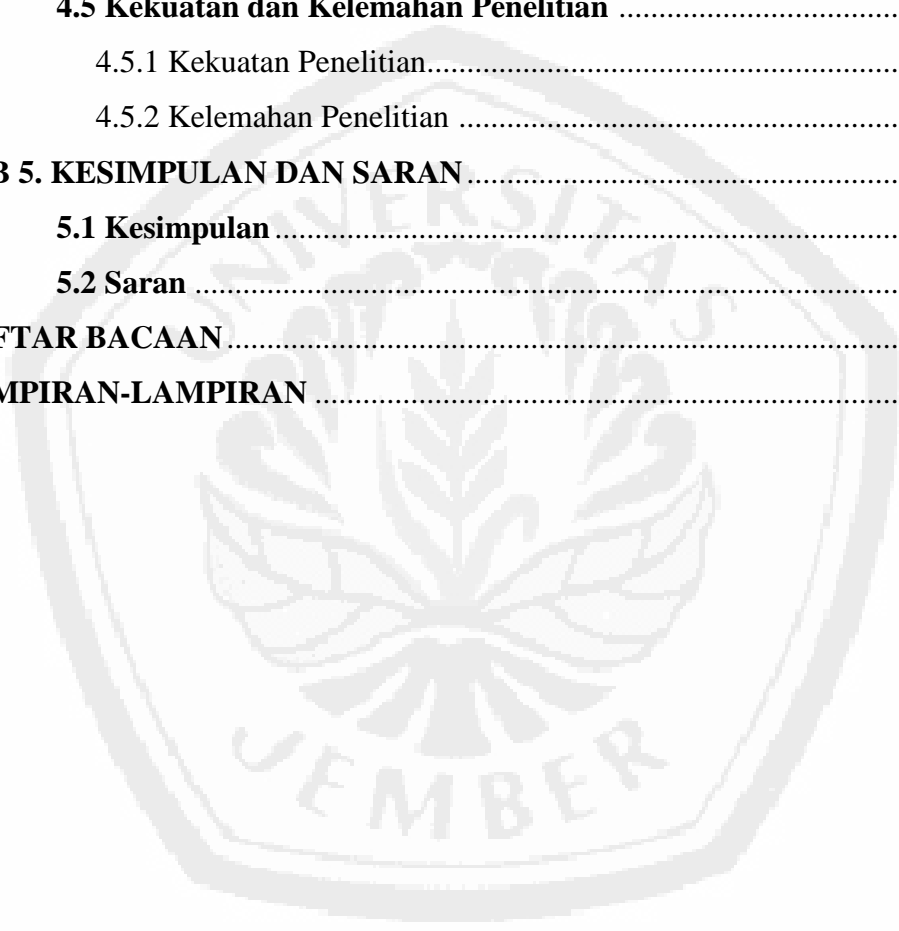 4.5 Kekuatan dan Kelemahan Penelitian ..................................
4.5.1 Kekuatan Penelitian..........................................................
4.5.2 Kelemahan Penelitian ......................................................
B 5. KESIMPULAN DAN SARAN......................................................
5.1 Kesimpulan..............................................................................
5.2 Saran ........................................................................................
FTAR BACAAN....................................................................................
MPIRAN-LAMPIRAN .........................................................................
UNIVERSITAS
JEMBER